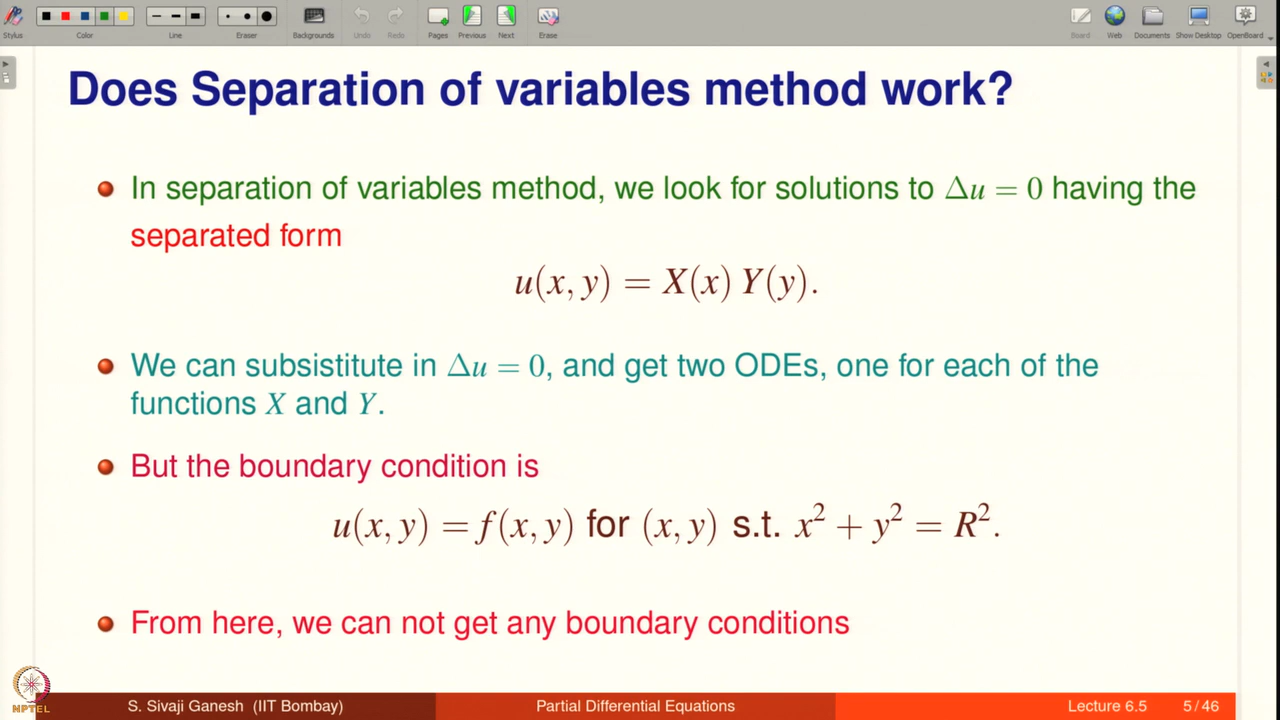 Stylus Color Line Eraser Backgrounds Undo Redo Pages Previous Next Erase Board Web Documents Show Desktop OpenBoard
Does Separation of variables method work?
In separation of variables method, we look for solutions to Δu = 0 having the
separated form
u(x, y) = X(x) Y(y).
We can subsistitute in Δu = 0, and get two ODEs, one for each of the
functions X and Y.
But the boundary condition is
u(x, y) = f(x, y) for (x, y) s.t. x² + y² = R².
From here, we can not get any boundary conditions
NPTEL
S. Sivaji Ganesh (IIT Bombay) Partial Differential Equations Lecture 6.5 5 / 46